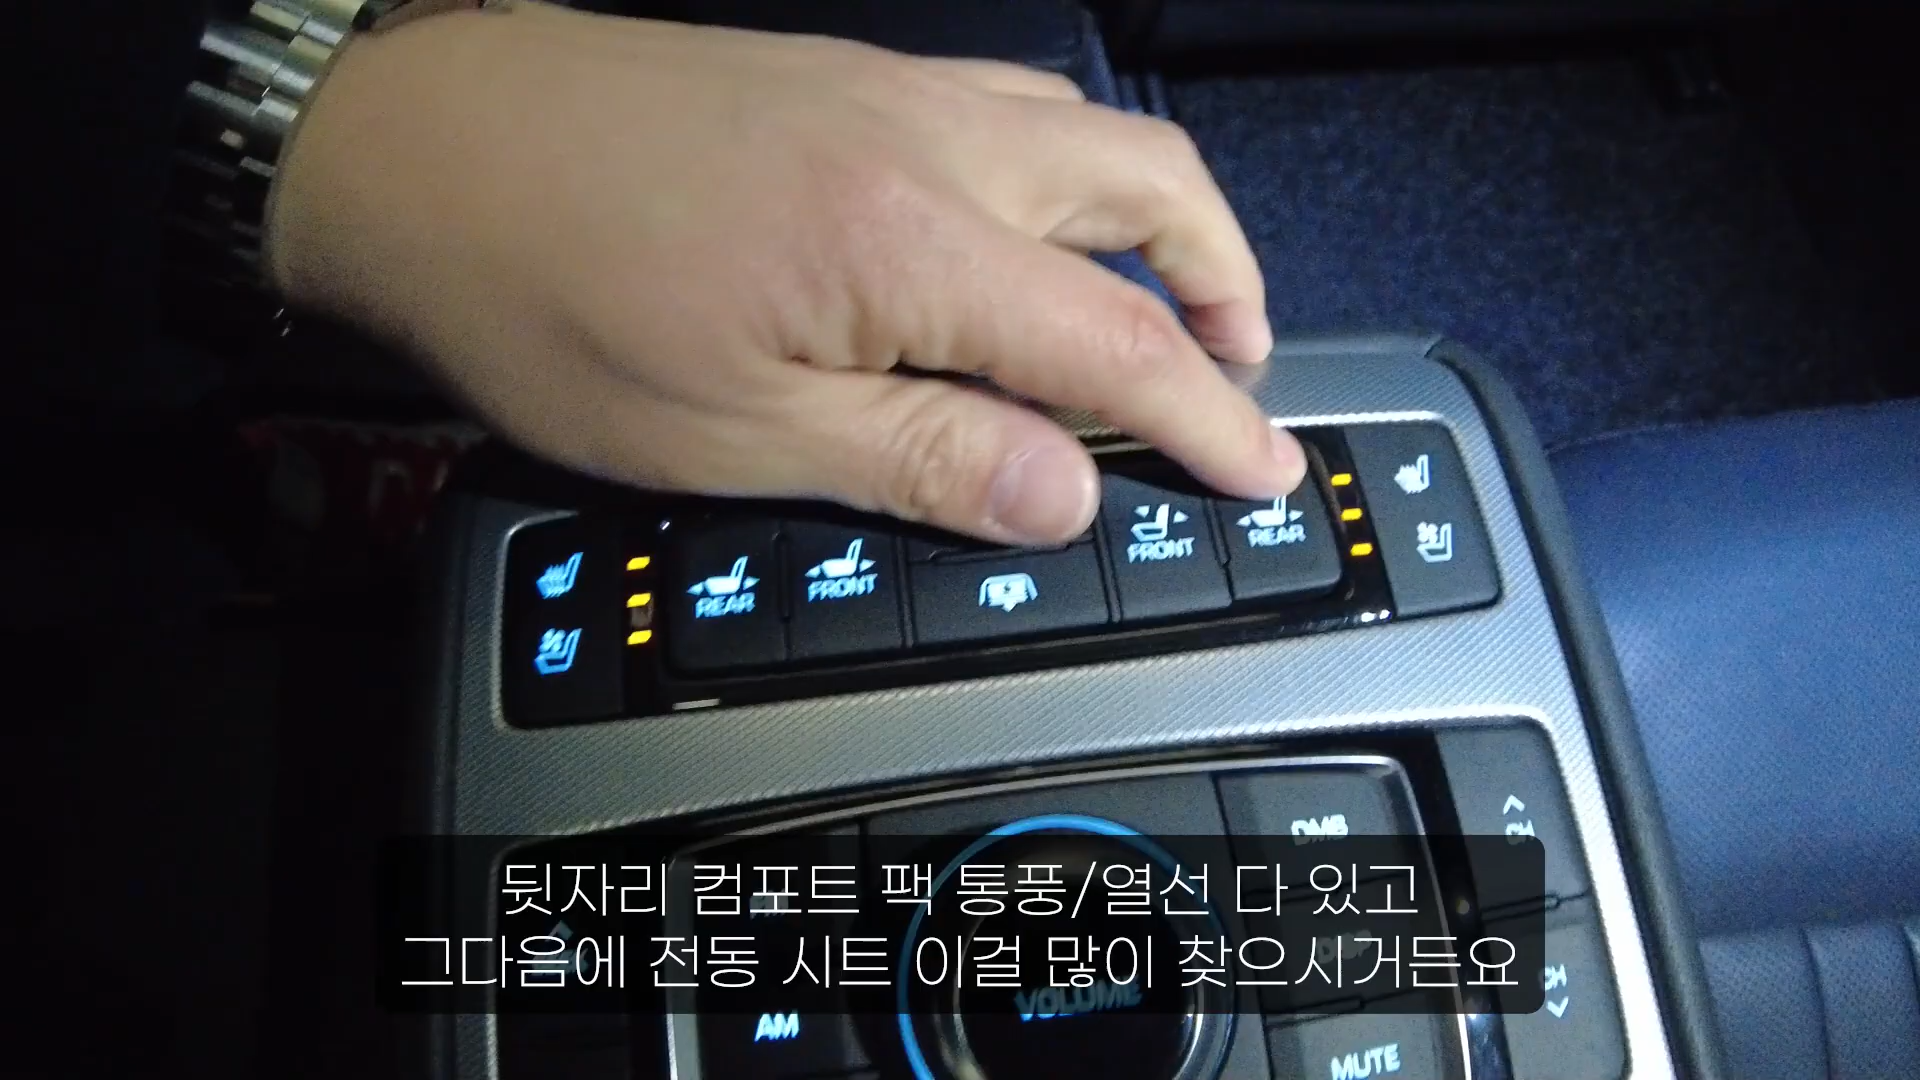 REAR
FRONT
FRONT
REAR
DMB
CH
뒷자리 컴포트 팩 통풍/열선 다 있고
그다음에 전동 시트 이걸 많이 찾으시거든요
VOLUME
CH
AM
MUTE